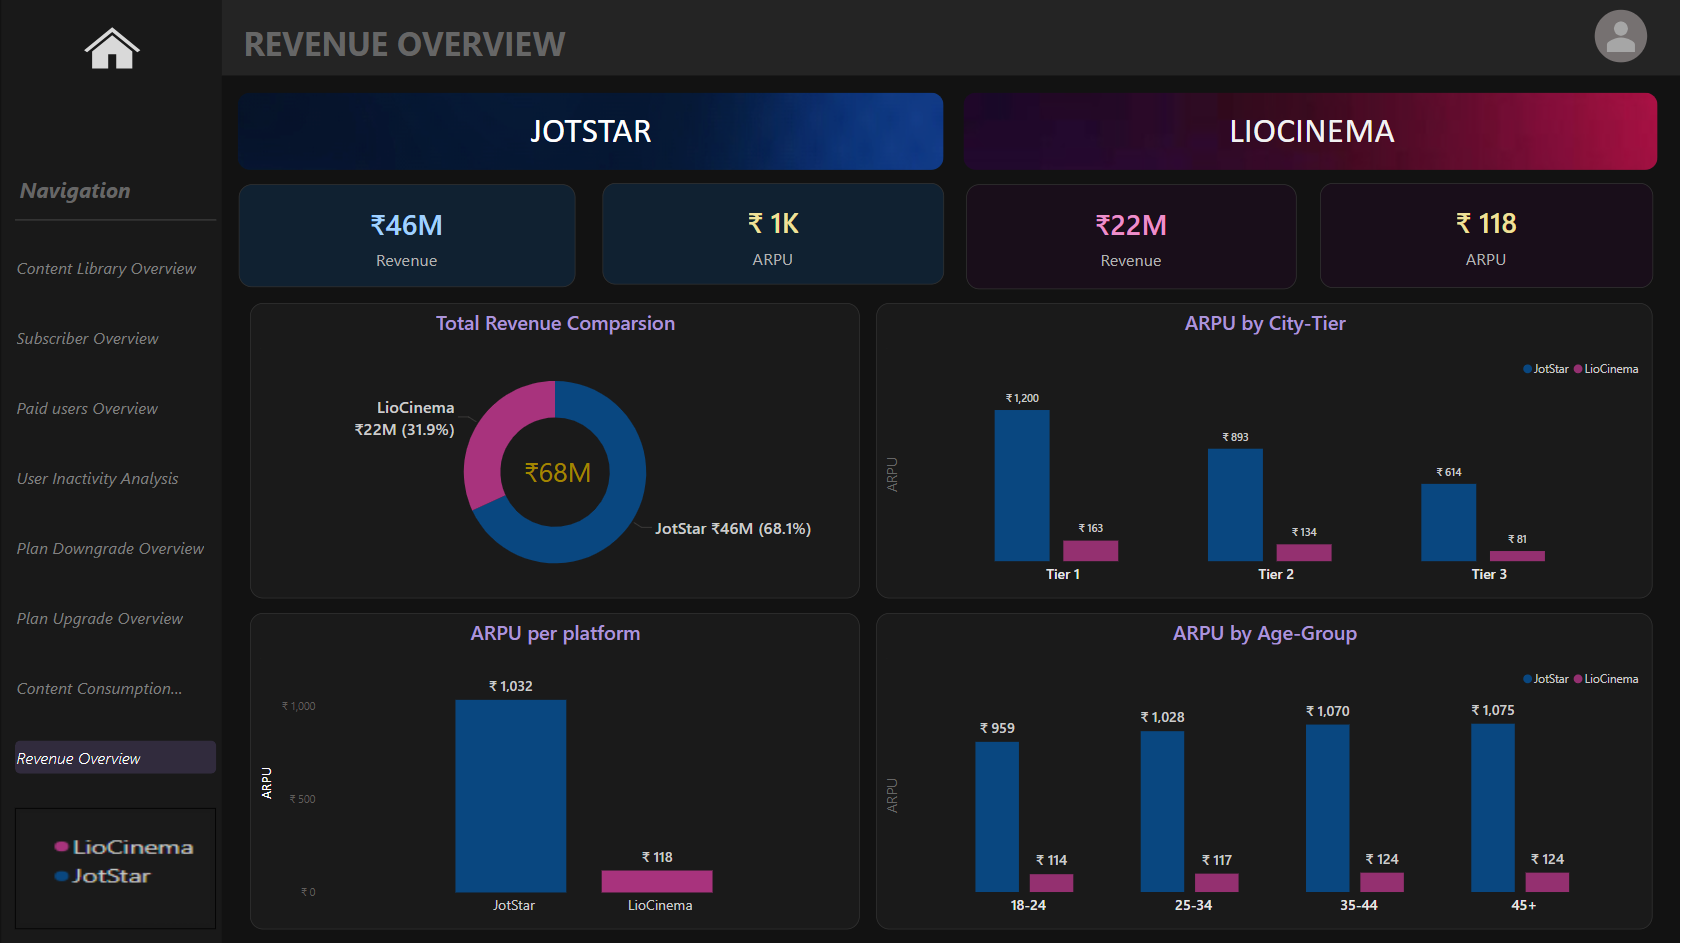 REVENUE OVERVIEW
Navigation
Content Library Overview
Subscriber Overview
Paid users Overview
User Inactivity Analysis
Plan Downgrade Overview
Plan Upgrade Overview
Content Consumption...
Revenue Overview
LioCinema
JotStar
JOTSTAR
LIOCINEMA
₹46M
Revenue
₹ 1K
ARPU
₹22M
Revenue
₹ 118
ARPU
Total Revenue Comparsion
LioCinema
₹22M (31.9%)
₹68M
JotStar ₹46M (68.1%)
ARPU by City-Tier
JotStar LioCinema
ARPU
₹ 1,200
₹ 163
₹ 893
₹ 134
₹ 614
₹ 81
Tier 1
Tier 2
Tier 3
ARPU per platform
ARPU
₹ 1,000
₹ 500
₹ 0
₹ 1,032
₹ 118
JotStar
LioCinema
ARPU by Age-Group
JotStar LioCinema
ARPU
₹ 959
₹ 114
₹ 1,028
₹ 117
₹ 1,070
₹ 124
₹ 1,075
₹ 124
18-24
25-34
35-44
45+